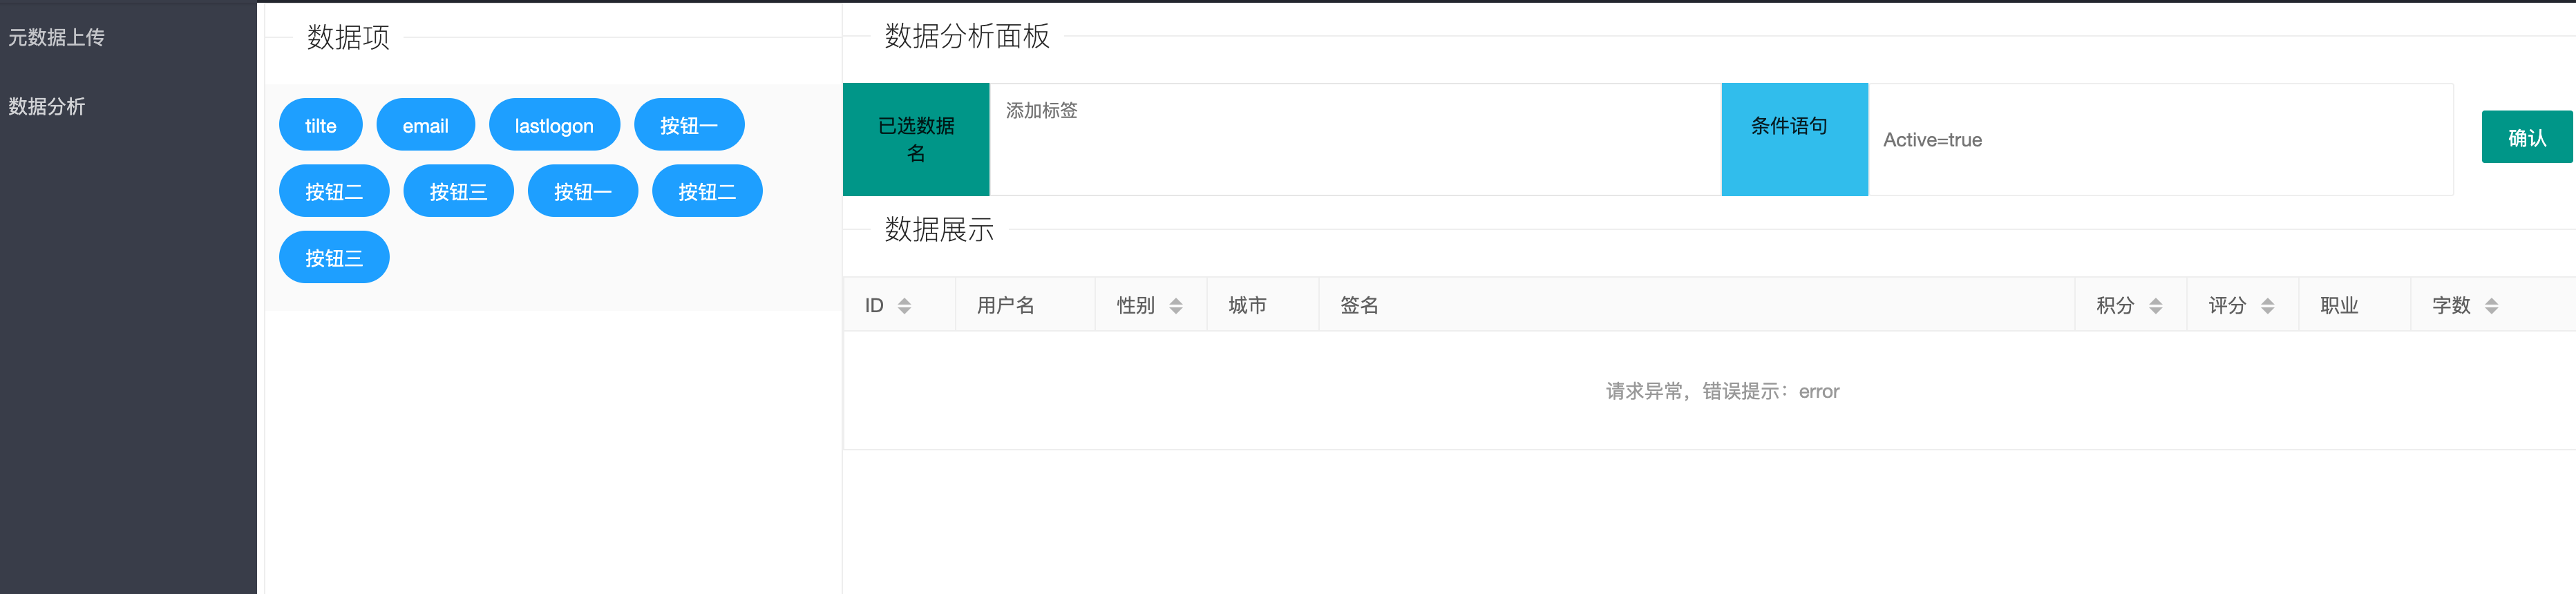 元数据上传
数据分析
数据项
tilte
email
lastlogon
按钮一
按钮二
按钮三
按钮一
按钮二
按钮三
数据分析面板
已选数据
名
添加标签
条件语句
Active=true
确认
数据展示
ID
用户名
性别
城市
签名
积分
评分
职业
字数
请求异常，错误提示：error